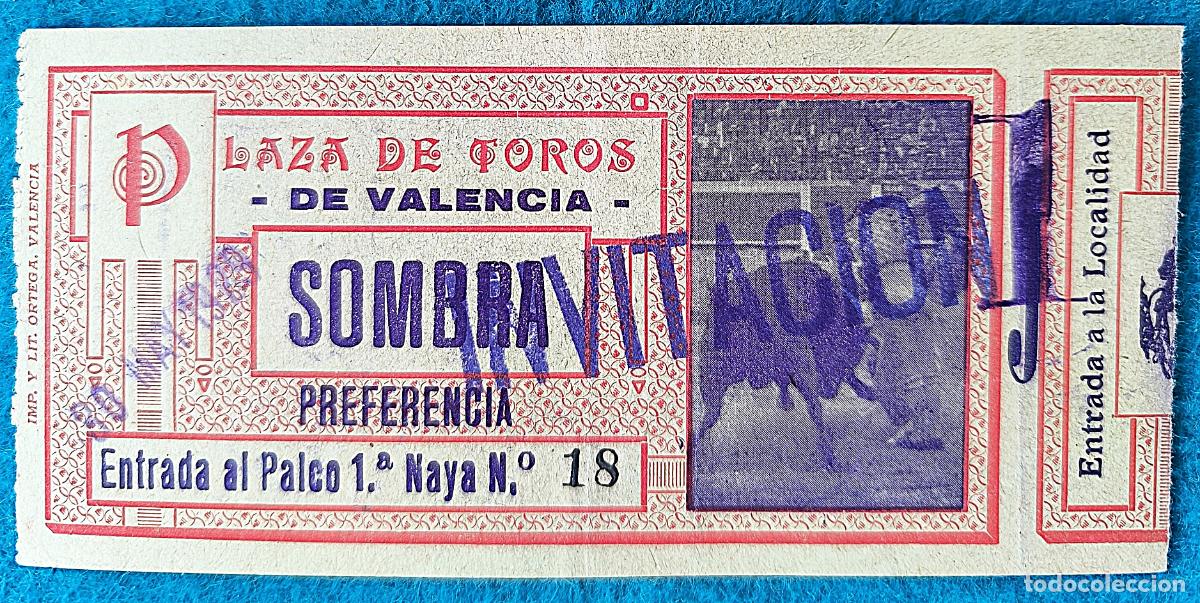 IMP. Y LIT. ORTEGA, VALENCIA
PLAZA DE TOROS
- DE VALENCIA -
SOMBRA
INVITACION
PREFERENCIA
Entrada al Palco 1.ª Naya N.º 18
Entrada a la Localidad
todocoleccion